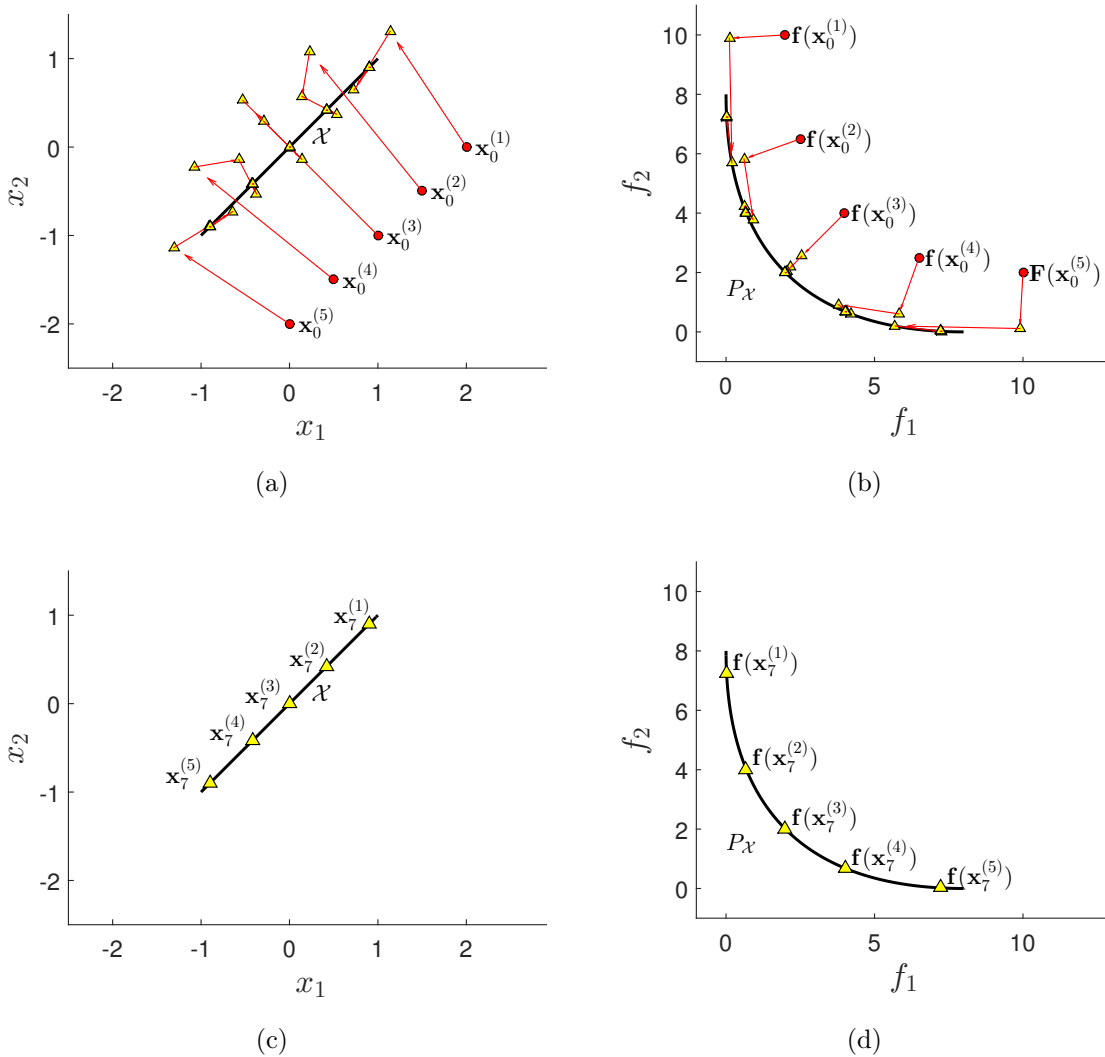 1
0
-1
-2
-2
-1
0
1
2
x₂
x₁
𝒳
x₀⁽¹⁾
x₀⁽²⁾
x₀⁽³⁾
x₀⁽⁴⁾
x₀⁽⁵⁾
(a)
10
8
6
4
2
0
0
5
10
f₂
f₁
f(x₀⁽¹⁾)
f(x₀⁽²⁾)
f(x₀⁽³⁾)
f(x₀⁽⁴⁾)
F(x₀⁽⁵⁾)
P𝒳
(b)
1
0
-1
-2
-2
-1
0
1
2
x₂
x₁
x₇⁽¹⁾
x₇⁽²⁾
x₇⁽³⁾
𝒳
x₇⁽⁴⁾
x₇⁽⁵⁾
(c)
10
8
6
4
2
0
0
5
10
f₂
f₁
f(x₇⁽¹⁾)
f(x₇⁽²⁾)
f(x₇⁽³⁾)
P𝒳
f(x₇⁽⁴⁾)
f(x₇⁽⁵⁾)
(d)